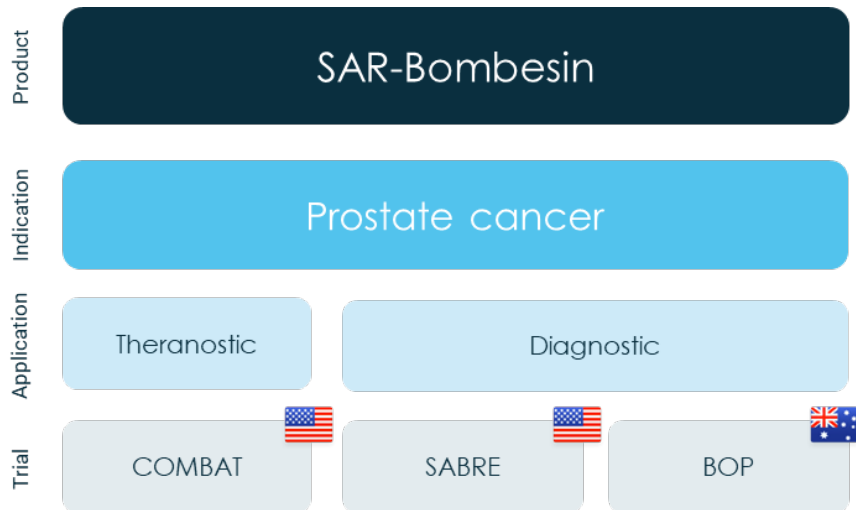 Product
SAR-Bombesin
Indication
Prostate cancer
Application
Theranostic
Diagnostic
Trial
COMBAT
SABRE
BOP